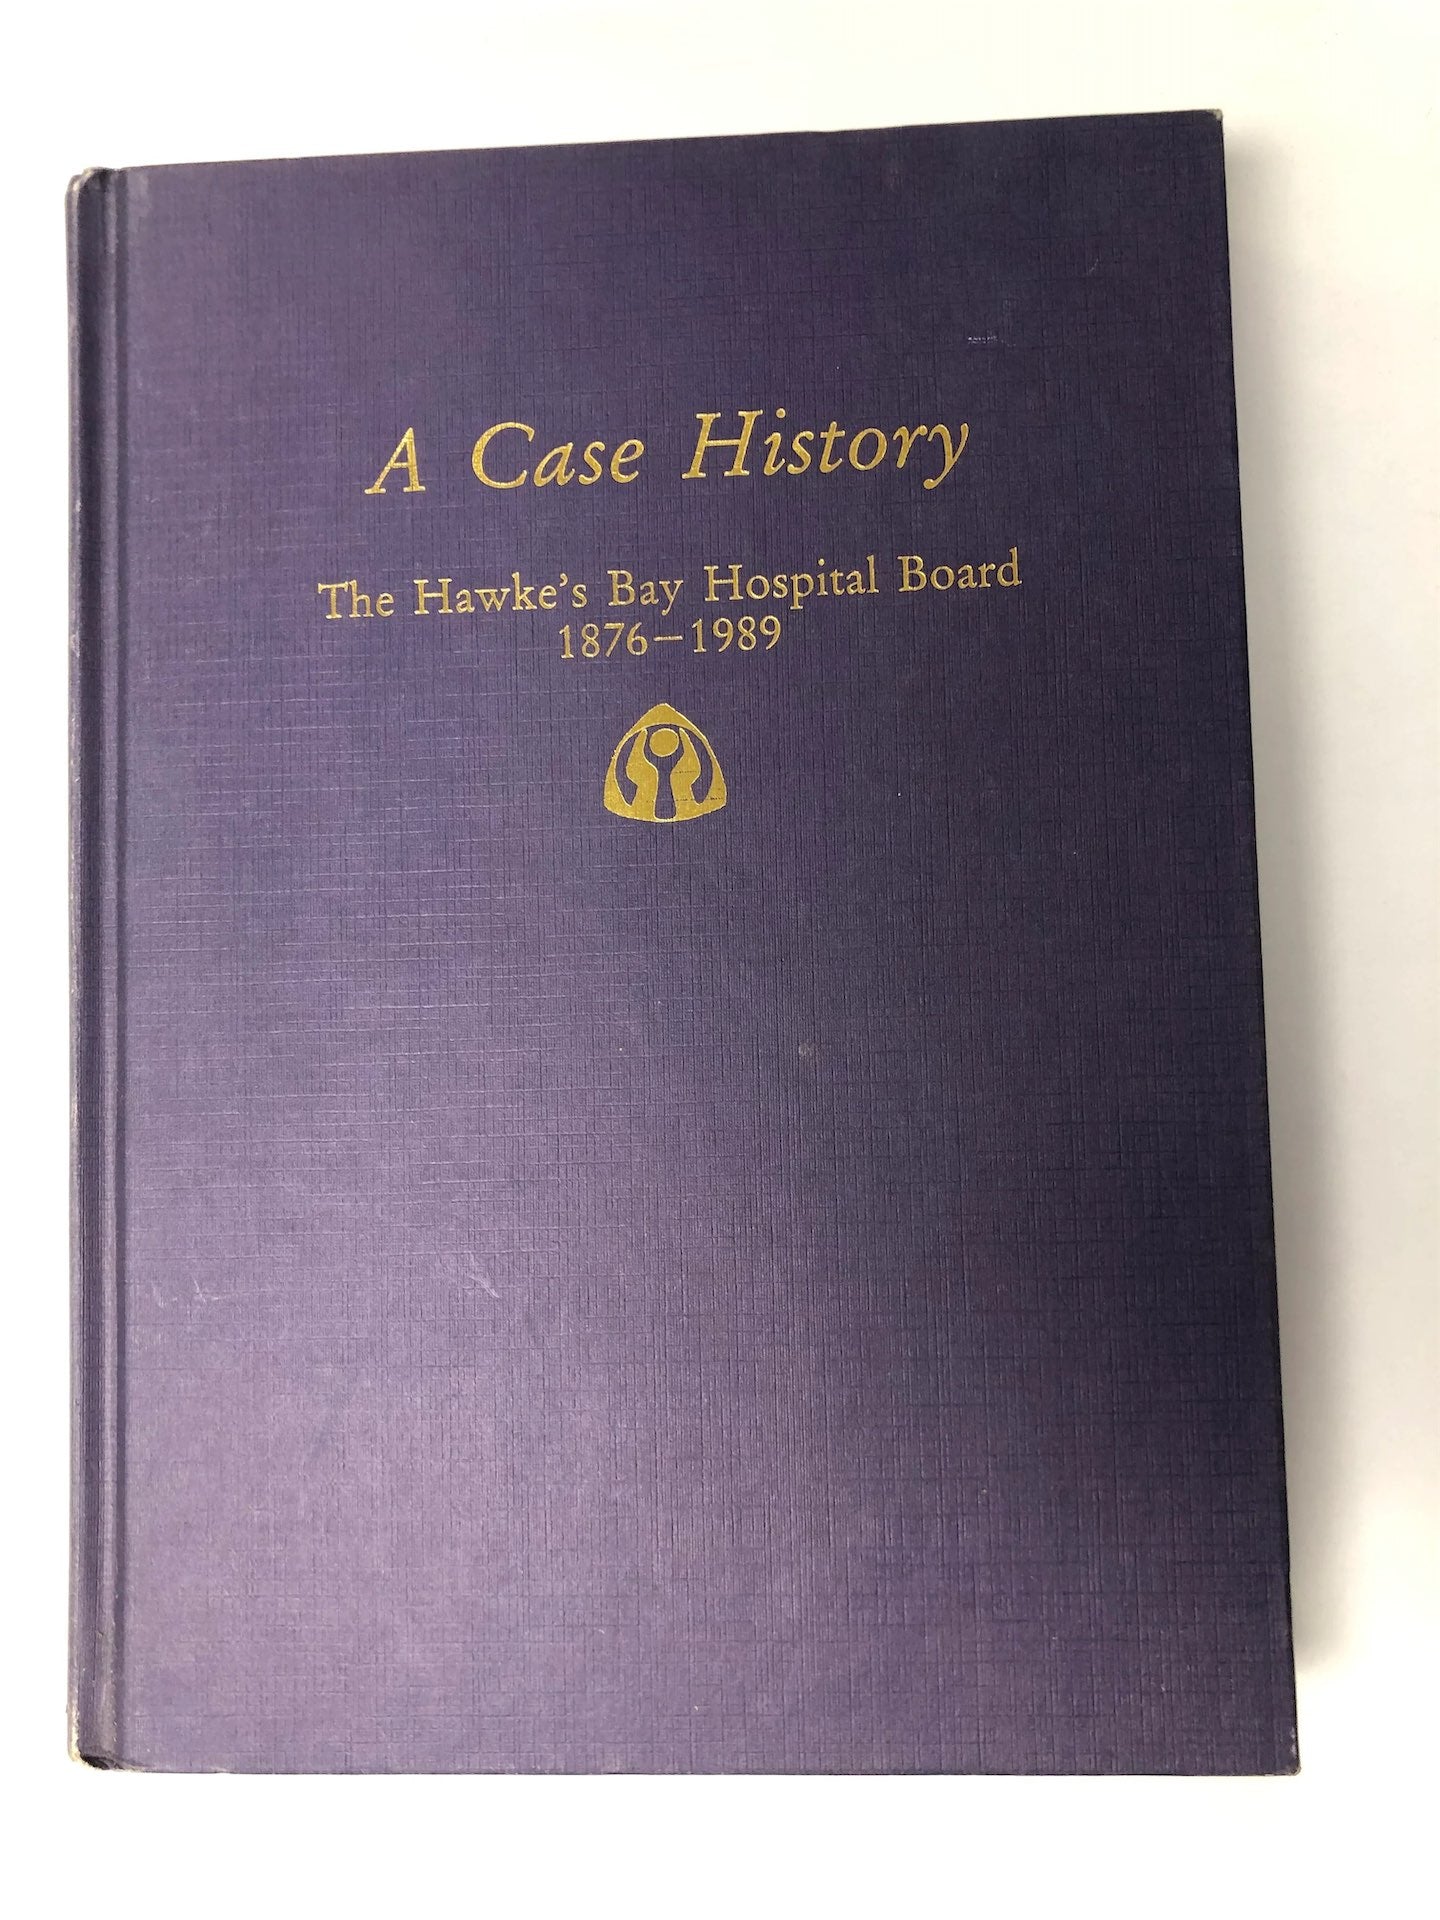 A Case History
The Hawke's Bay Hospital Board
1876–1989